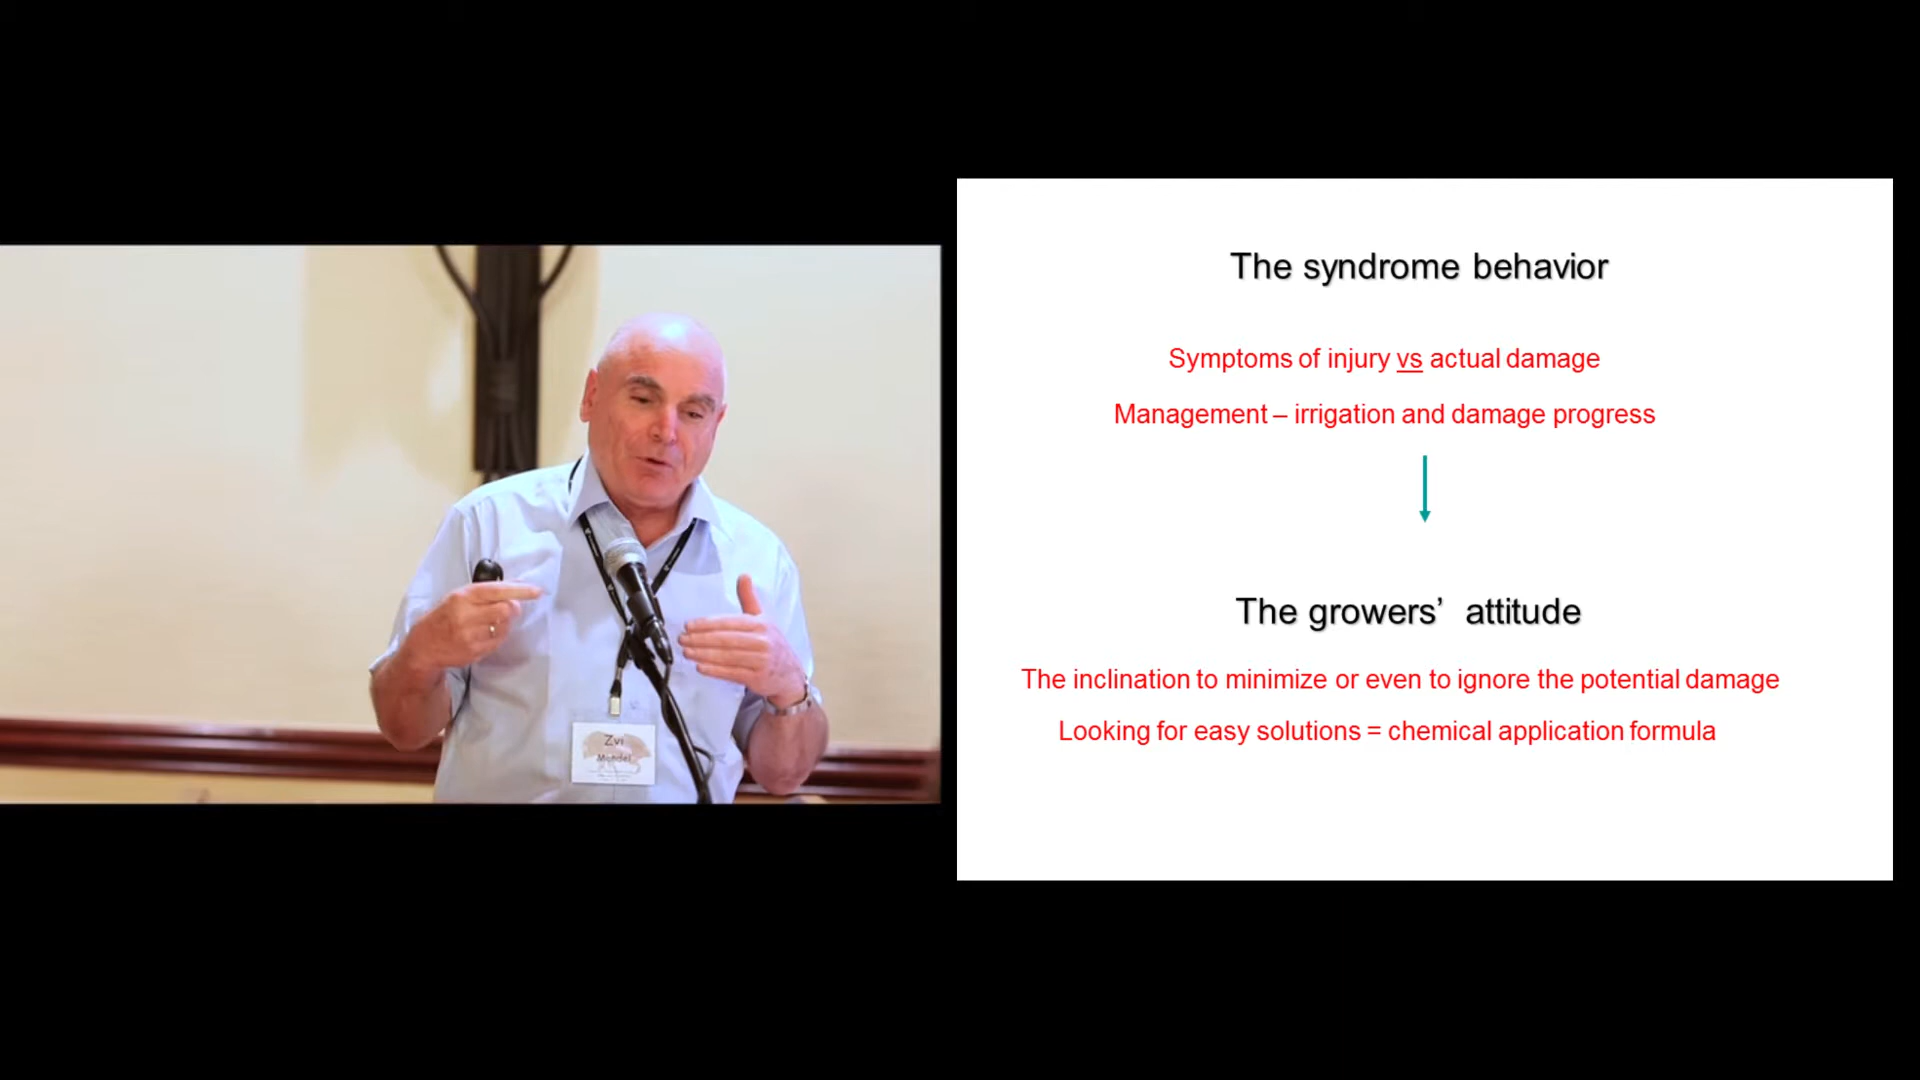 Zvi
Mendel
The syndrome behavior
Symptoms of injury vs actual damage
Management – irrigation and damage progress
The growers’ attitude
The inclination to minimize or even to ignore the potential damage
Looking for easy solutions = chemical application formula